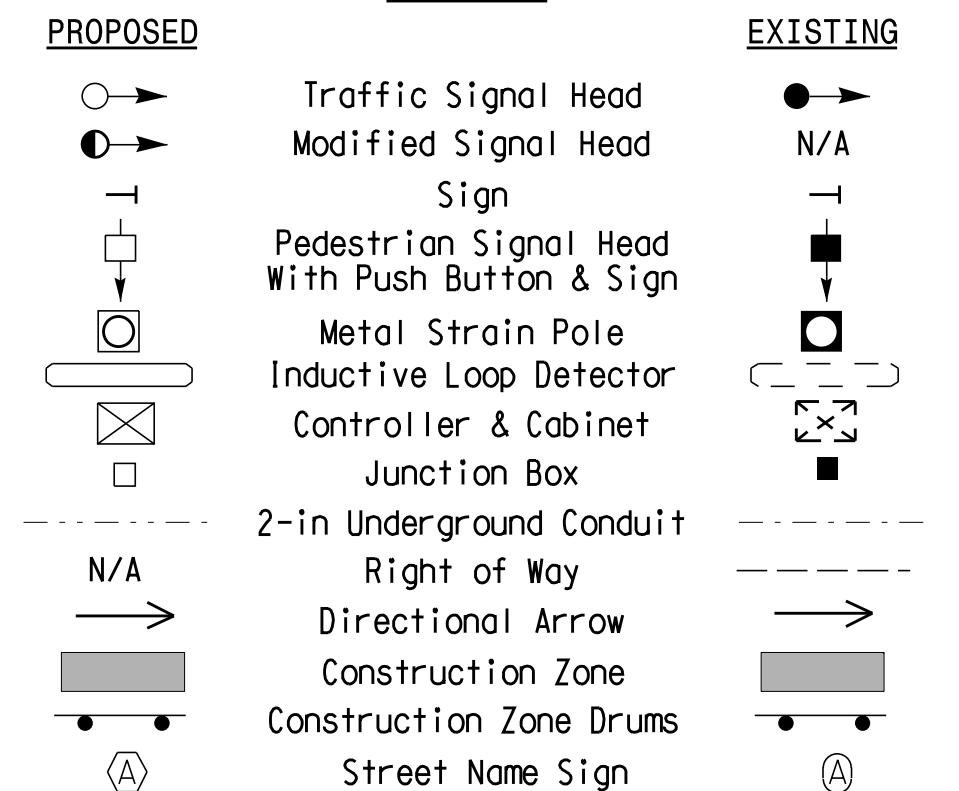 PROPOSED EXISTING
Traffic Signal Head
Modified Signal Head N/A
Sign
Pedestrian Signal Head
With Push Button & Sign
Metal Strain Pole
Inductive Loop Detector
Controller & Cabinet
Junction Box
2-in Underground Conduit
N/A Right of Way
Directional Arrow
Construction Zone
Construction Zone Drums
A Street Name Sign A